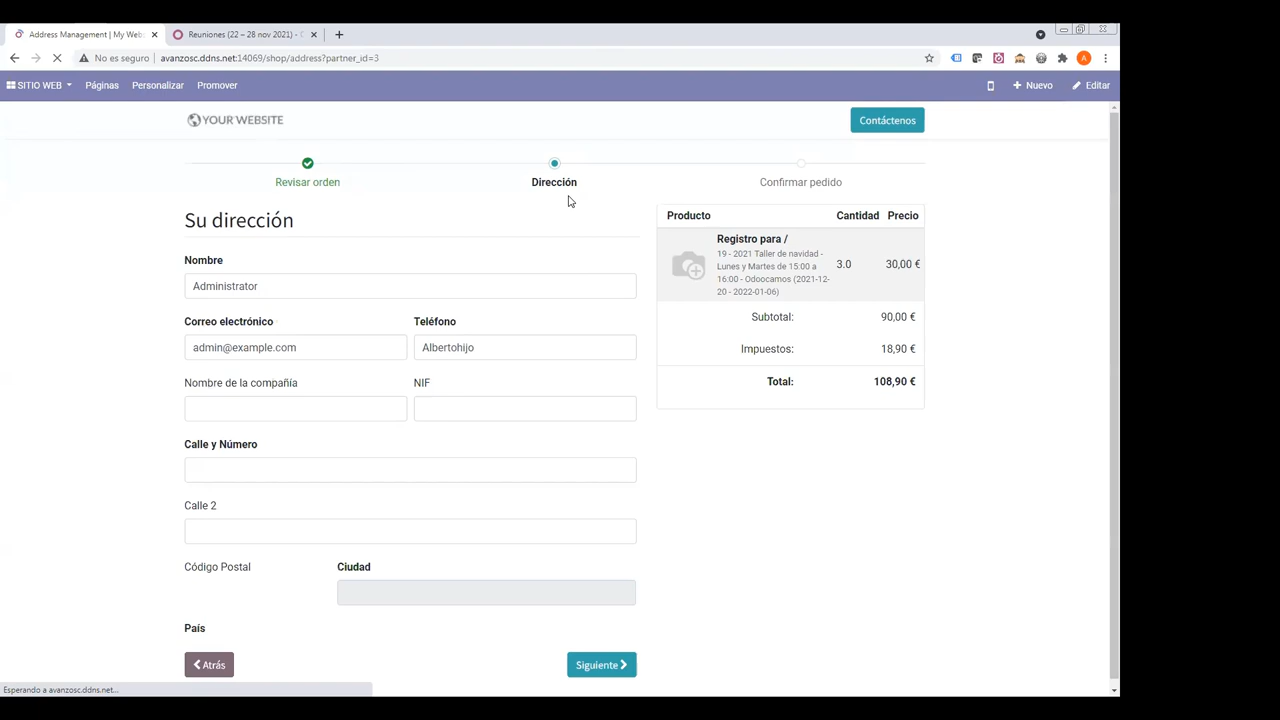 Address Management | My Web
Reuniones (22 – 28 nov 2021) -
No es seguro
avanzosc.ddns.net:14069/shop/address?partner_id=3
A
SITIO WEB
Páginas
Personalizar
Promover
Nuevo
Editar
YOUR WEBSITE
Contáctenos
Revisar orden
Dirección
Confirmar pedido
Su dirección
Nombre
Administrator
Correo electrónico
Teléfono
admin@example.com
Albertohijo
Nombre de la compañía
NIF
Calle y Número
Calle 2
Código Postal
Ciudad
País
Atrás
Siguiente
Producto
Cantidad
Precio
Registro para /
19 - 2021 Taller de navidad -
Lunes y Martes de 15:00 a
16:00 - Odoocamos (2021-12-
20 - 2022-01-06)
3.0
30,00 €
Subtotal:
90,00 €
Impuestos:
18,90 €
Total:
108,90 €
Esperando a avanzosc.ddns.net...